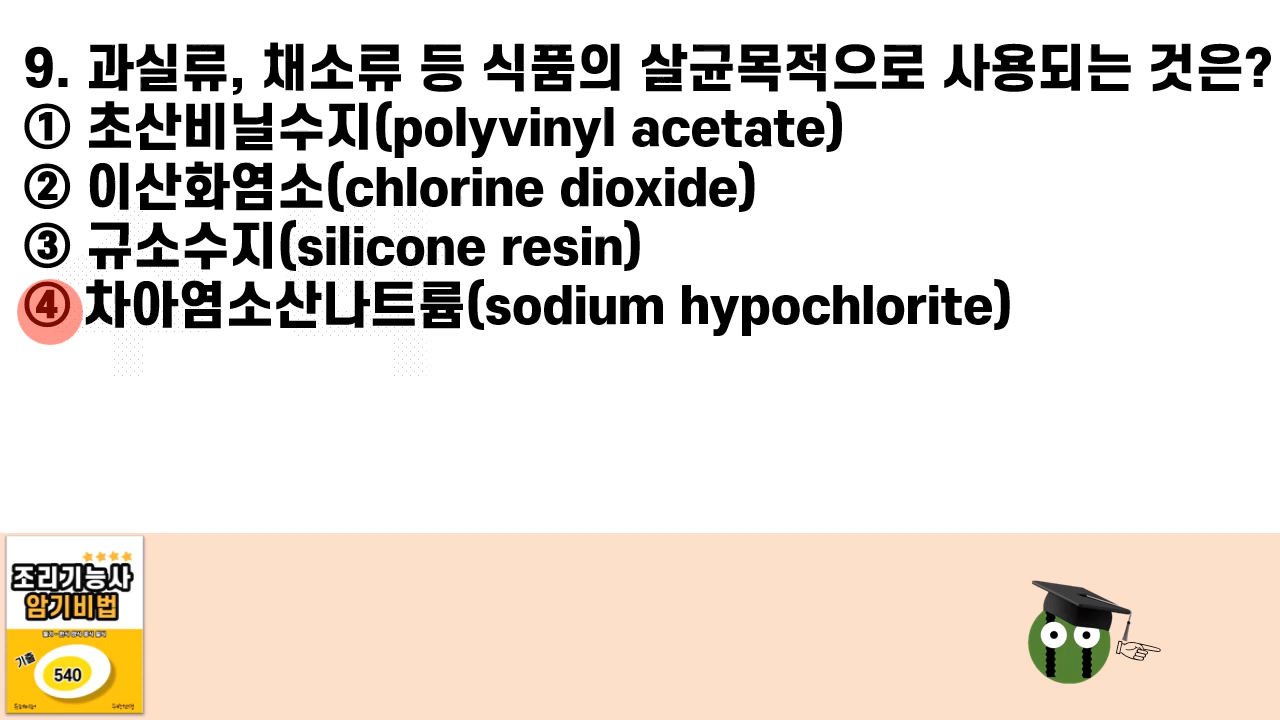 9. 과실류, 채소류 등 식품의 살균목적으로 사용되는 것은?
① 초산비닐수지(polyvinyl acetate)
② 이산화염소(chlorine dioxide)
③ 규소수지(silicone resin)
④ 차아염소산나트륨(sodium hypochlorite)
조리기능사
암기비법
기출
540